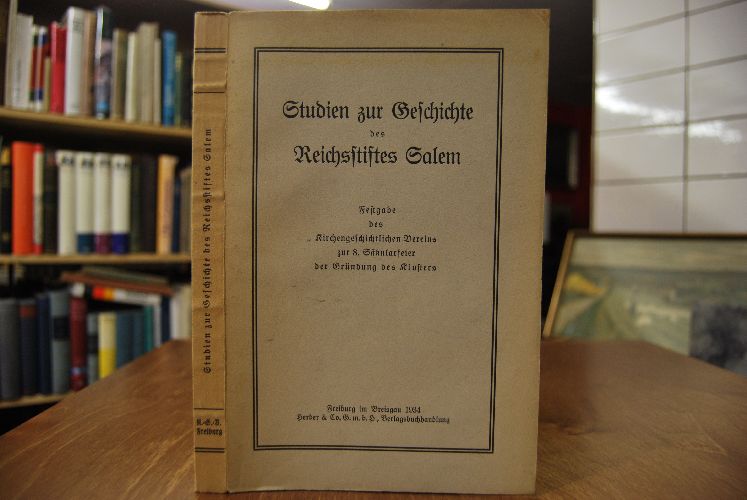 Studien zur Geschichte
des
Reichsstiftes Salem
Festgabe
des
Kirchengeschichtlichen Vereins
zur 8. Säkularfeier
der Gründung des Klosters
Freiburg im Breisgau 1934
Herder & Co. G. m. b. H., Verlagsbuchhandlung
Studien zur Geschichte des Reichsstiftes Salem
K.-G.-V.
Freiburg